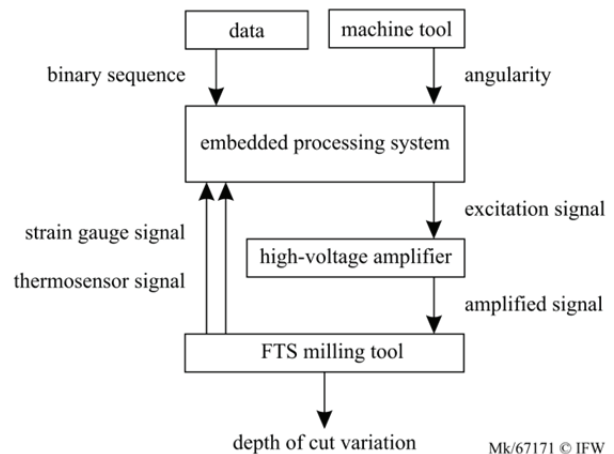 data
machine tool
binary sequence
angularity
embedded processing system
excitation signal
strain gauge signal
high-voltage amplifier
thermosensor signal
amplified signal
FTS milling tool
depth of cut variation
Mk/67171 © IFW